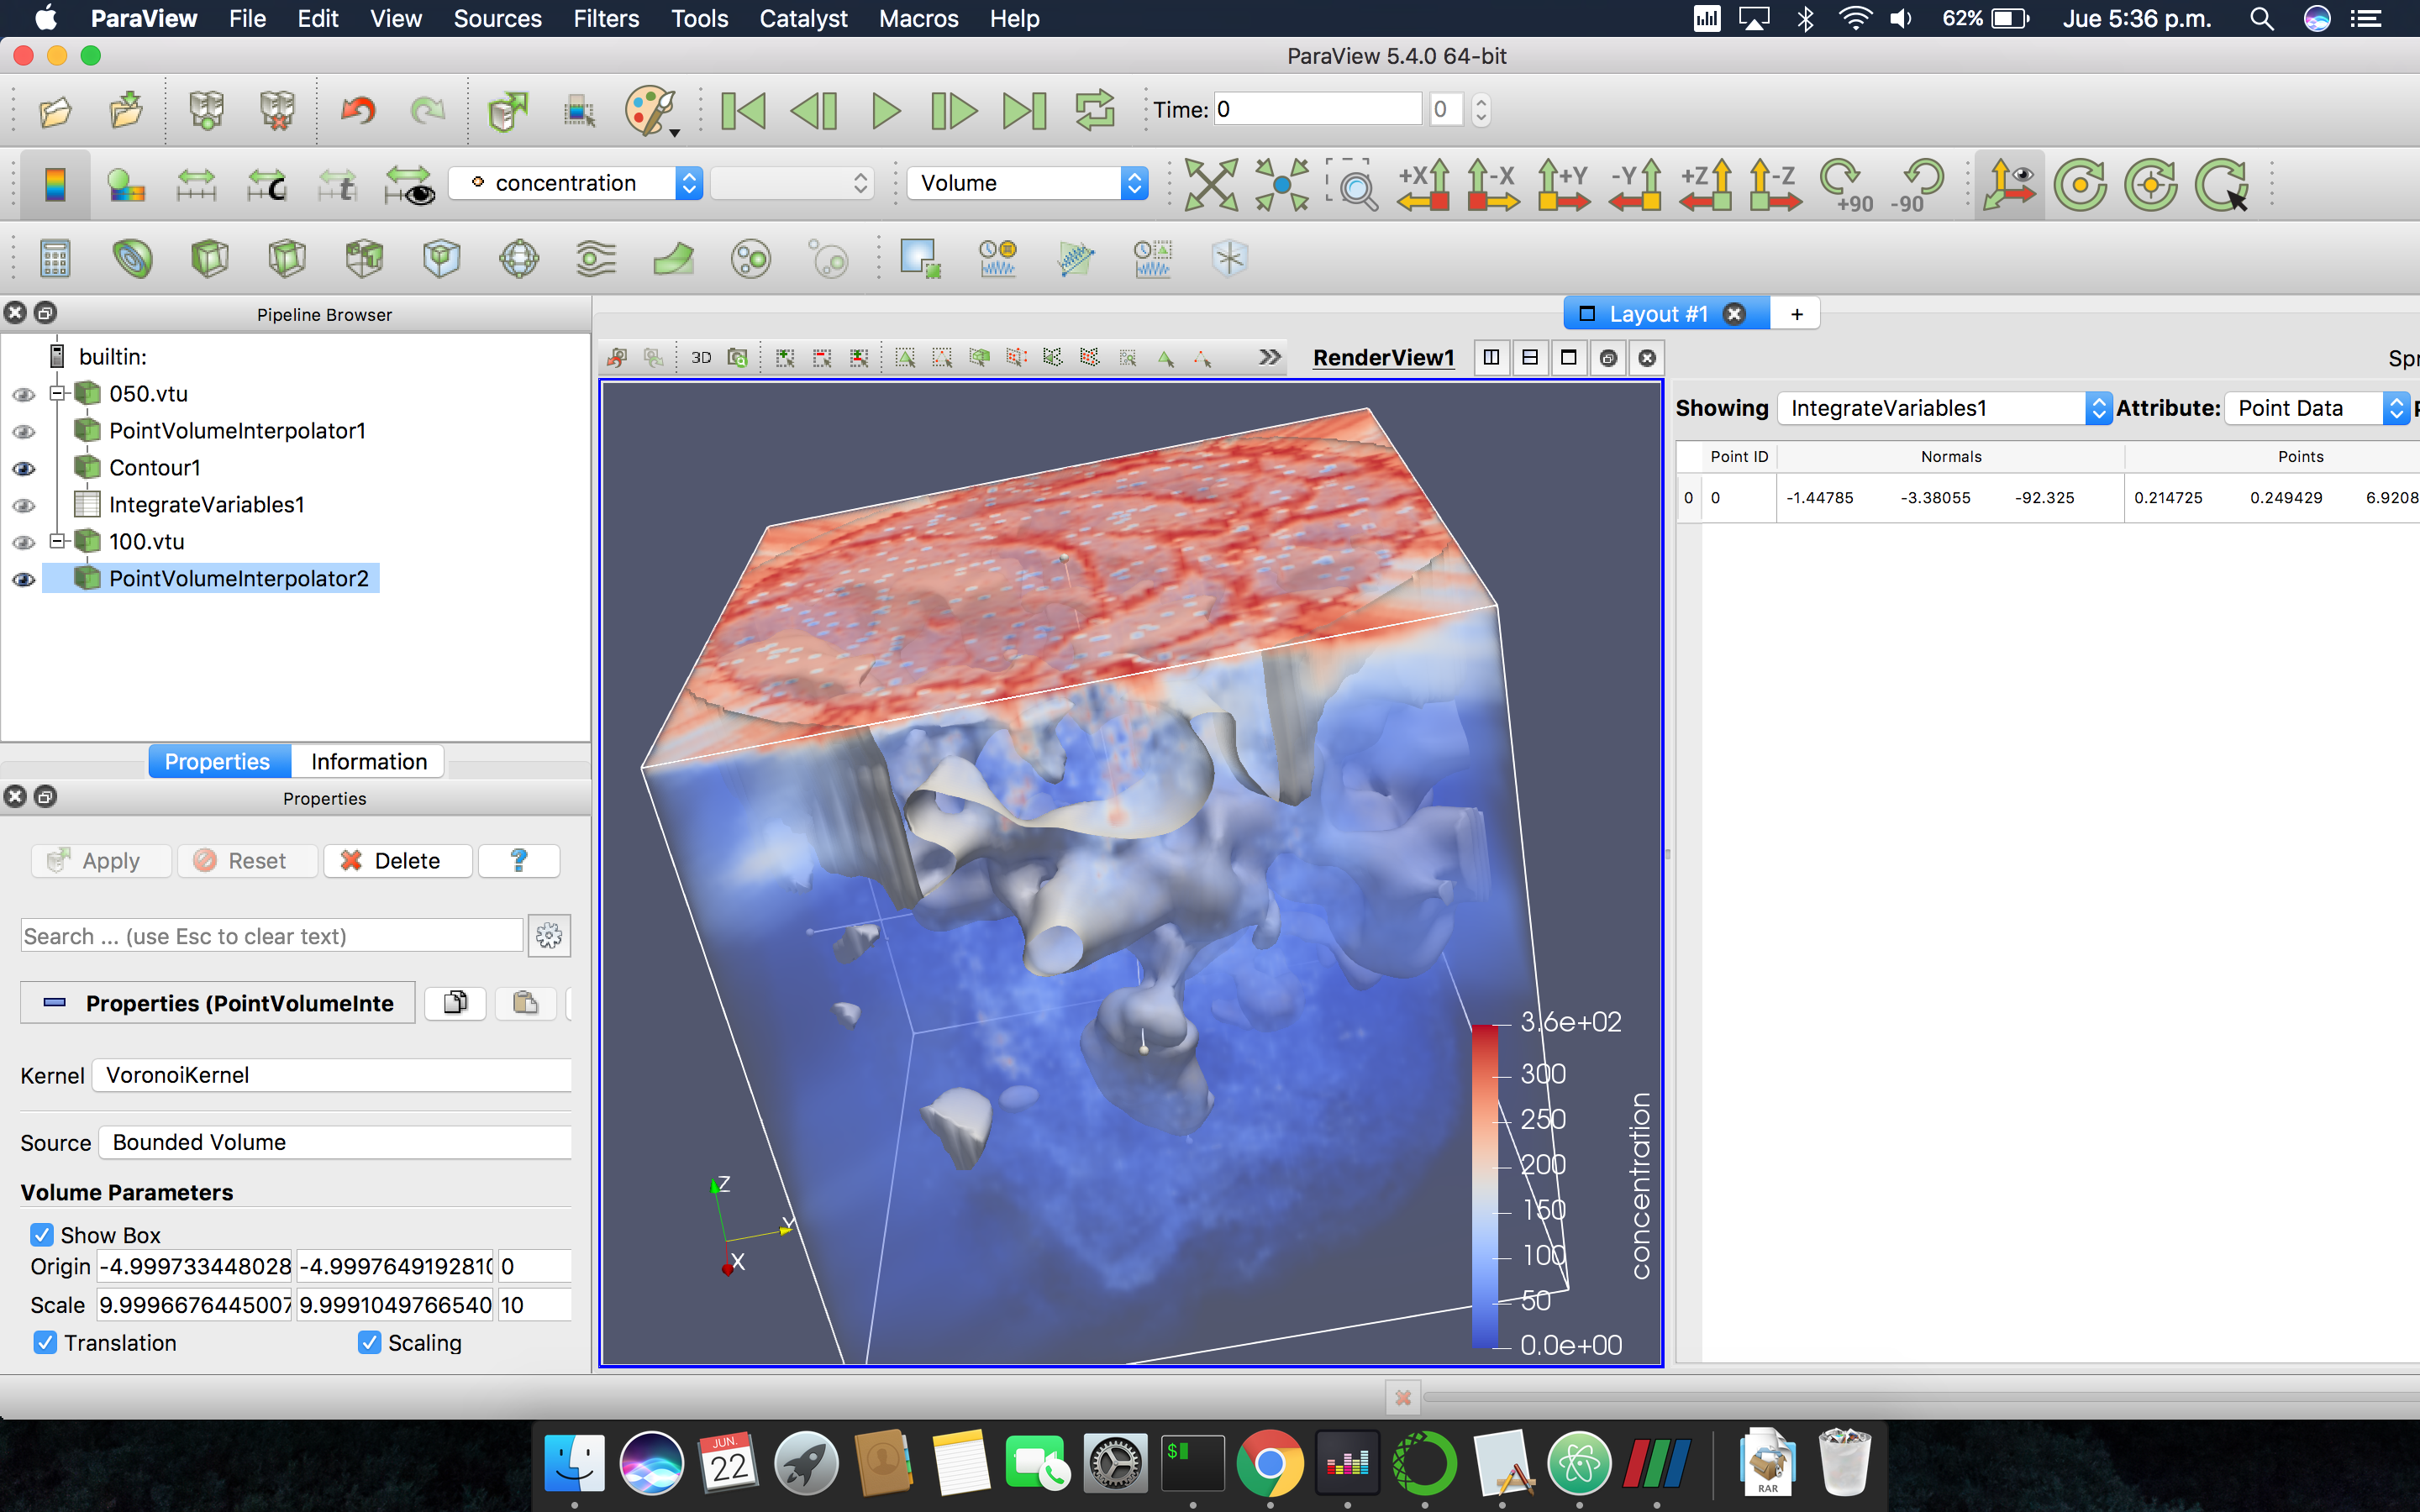 ParaView File Edit View Sources Filters Tools Catalyst Macros Help 62% Jue 5:36 p.m.
ParaView 5.4.0 64-bit
Time: 0 0
concentration Volume +X -X +Y -Y +Z -Z +90 -90
Pipeline Browser
builtin:
050.vtu
PointVolumeInterpolator1
Contour1
IntegrateVariables1
100.vtu
PointVolumeInterpolator2
Properties Information
Properties
Apply Reset Delete ?
Search ... (use Esc to clear text)
Properties (PointVolumeInte
Kernel VoronoiKernel
Source Bounded Volume
Volume Parameters
Show Box
Origin -4.999733448028 -4.9997649192810 0
Scale 9.9996676445007 9.9991049766540 10
Translation Scaling
Layout #1 +
3D RenderView1
Spr
Showing IntegrateVariables1 Attribute: Point Data
Point ID Normals Points
0 0 -1.44785 -3.38055 -92.325 0.214725 0.249429 6.9208
3.6e+02
300
250
200
150
100
50
0.0e+00
concentration
Z
Y
X
JUN.
22
$
RAR